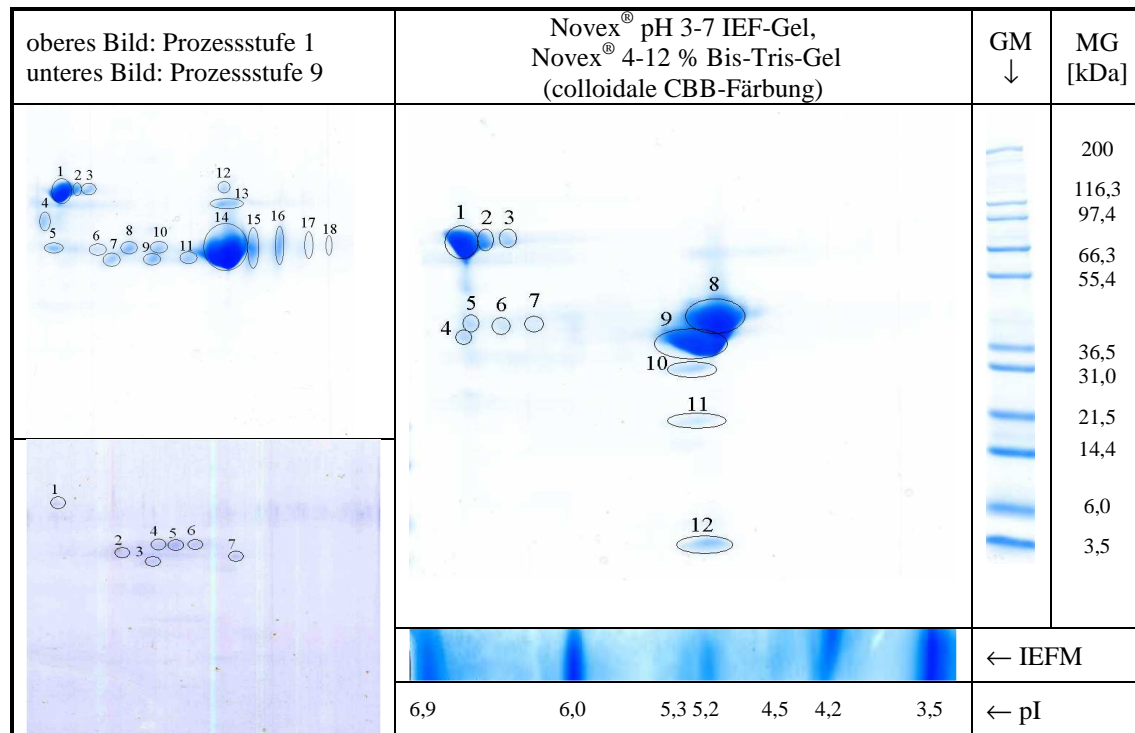 oberes Bild: Prozessstufe 1
unteres Bild: Prozessstufe 9
Novex® pH 3-7 IEF-Gel,
Novex® 4-12 % Bis-Tris-Gel
(colloidale CBB-Färbung)
GM
↓
MG
[kDa]
1 2 3 12
13
4
14 15 16 17 18
5 6 7 8 9 10 11
1
2 3 4 5 6 7
1 2 3
8
4 5 6 7
9
10
11
12
200
116,3
97,4
66,3
55,4
36,5
31,0
21,5
14,4
6,0
3,5
← IEFM
6,9 6,0 5,3 5,2 4,5 4,2 3,5 ← pI